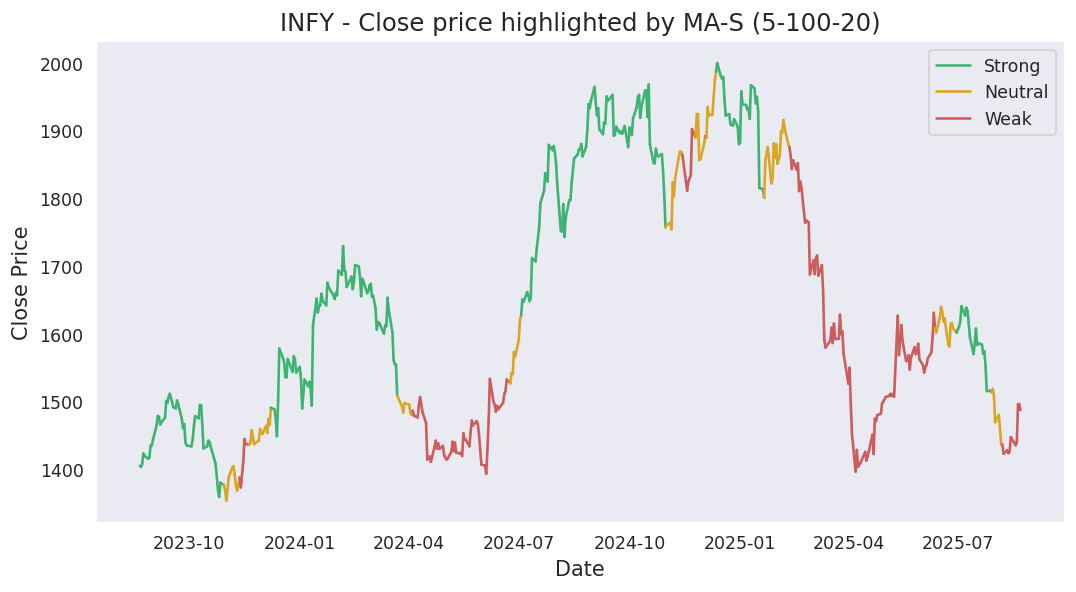 INFY - Close price highlighted by MA-S (5-100-20)
Strong
Neutral
Weak
Close Price
2000
1900
1800
1700
1600
1500
1400
2023-10
2024-01
2024-04
2024-07
2024-10
2025-01
2025-04
2025-07
Date